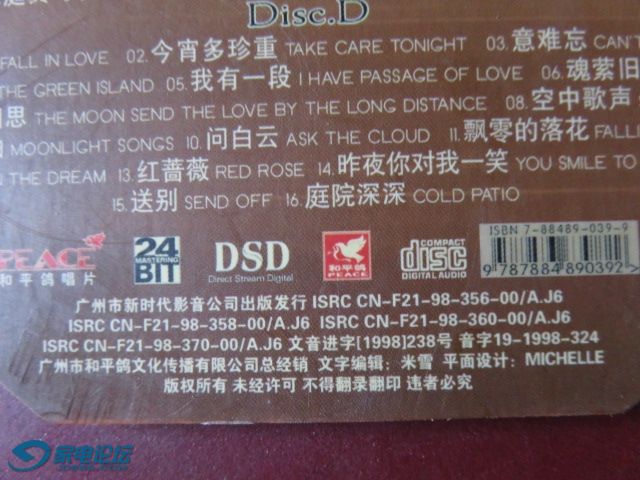 Disc.D
FALL IN LOVE 02.今宵多珍重 TAKE CARE TONIGHT 03.意难忘 CAN'T
THE GREEN ISLAND 05.我有一段 I HAVE PASSAGE OF LOVE 06.魂萦旧
思 THE MOON SEND THE LOVE BY THE LONG DISTANCE 08.空中歌声
MOONLIGHT SONGS 10.问白云 ASK THE CLOUD 11.飘零的落花 FALL
THE DREAM 13.红蔷薇 RED ROSE 14.昨夜你对我一笑 YOU SMILE TO
15.送别 SEND OFF 16.庭院深深 COLD PATIO
ISBN 7-88489-039-9
PEACE
和平鸽唱片
24 BIT
MASTERING
DSD
Direct Stream Digital
和平鸽
PEACE
COMPACT
disc
DIGITAL AUDIO
9 787884 890392
广州市新时代影音公司出版发行 ISRC CN-F21-98-356-00/A.J6
ISRC CN-F21-98-358-00/A.J6 ISRC CN-F21-98-360-00/A.J6
ISRC CN-F21-98-370-00/A.J6 文音进字[1998]238号 音字19-1998-324
广州市和平鸽文化传播有限公司总经销 文字编辑：米雪 平面设计：MICHELLE
版权所有 未经许可 不得翻录翻印 违者必究
家电论坛